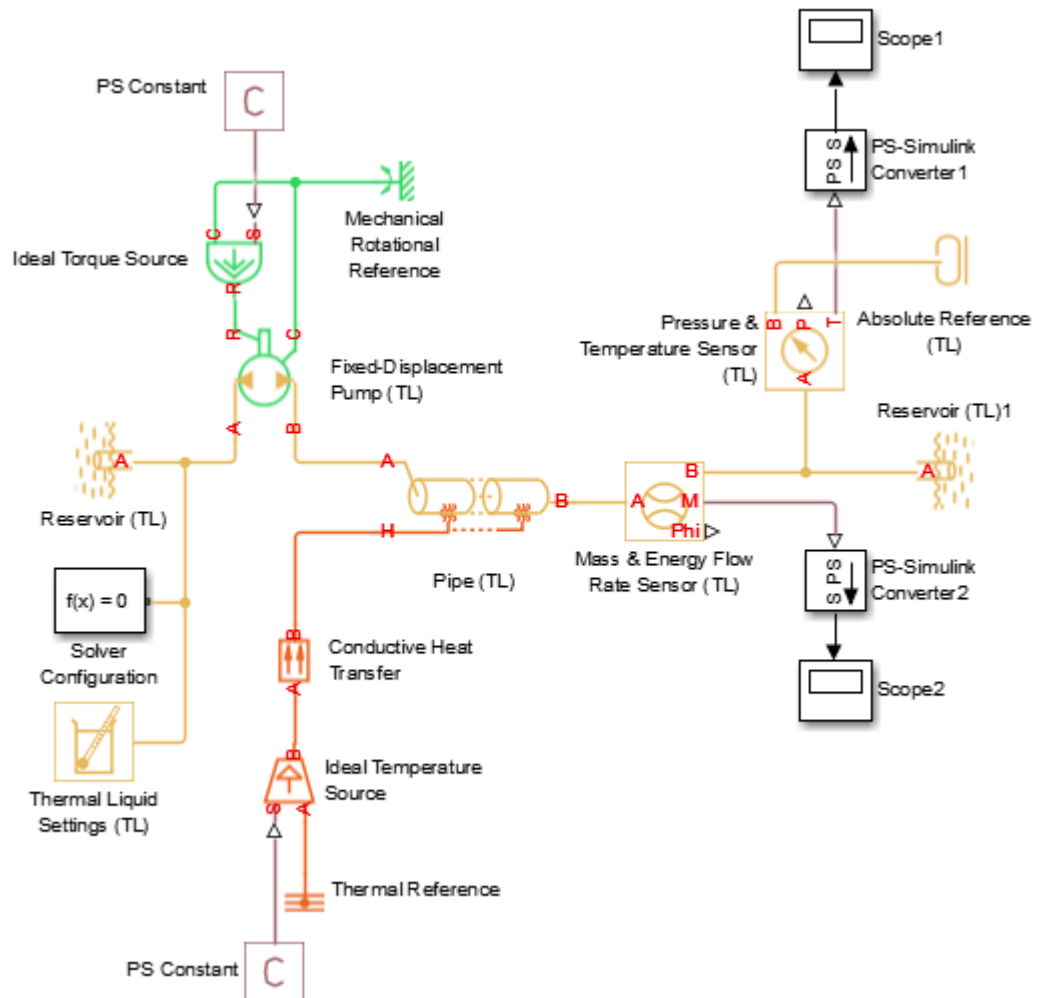 Scope1
PS Constant
C
PS S
PS-Simulink
Converter1
C
S
Mechanical
Rotational
Reference
Ideal Torque Source
R
R
C
B
P
T
A
Pressure &
Temperature Sensor
(TL)
Absolute Reference
(TL)
Fixed-Displacement
Pump (TL)
A
B
Reservoir (TL)1
A
Reservoir (TL)
A
B
A
B
M
Phi
A
H
Pipe (TL)
Mass & Energy Flow
Rate Sensor (TL)
S PS
PS-Simulink
Converter2
f(x) = 0
Solver
Configuration
B
A
Conductive Heat
Transfer
Scope2
Thermal Liquid
Settings (TL)
B
S
A
Ideal Temperature
Source
Thermal Reference
PS Constant
C